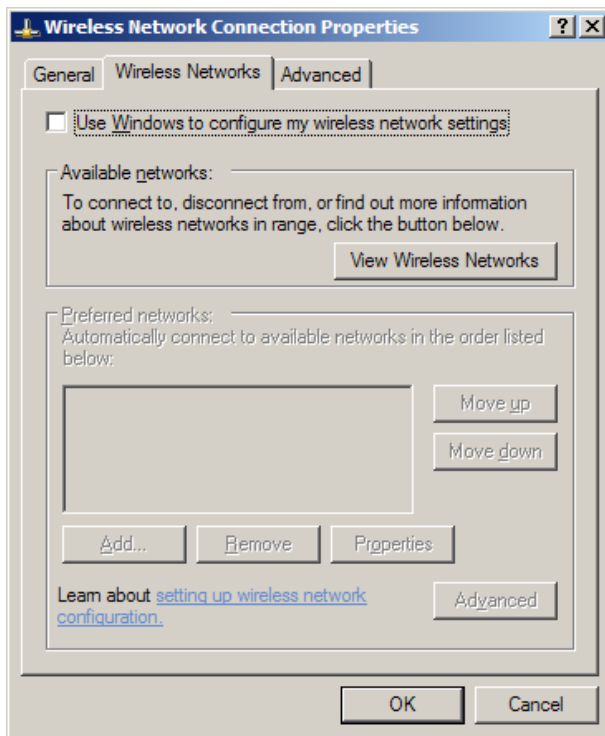 Wireless Network Connection Properties
General
Wireless Networks
Advanced
Use Windows to configure my wireless network settings
Available networks:
To connect to, disconnect from, or find out more information
about wireless networks in range, click the button below.
View Wireless Networks
Preferred networks:
Automatically connect to available networks in the order listed
below:
Move up
Move down
Add...
Remove
Properties
Learn about setting up wireless network
configuration.
Advanced
OK
Cancel